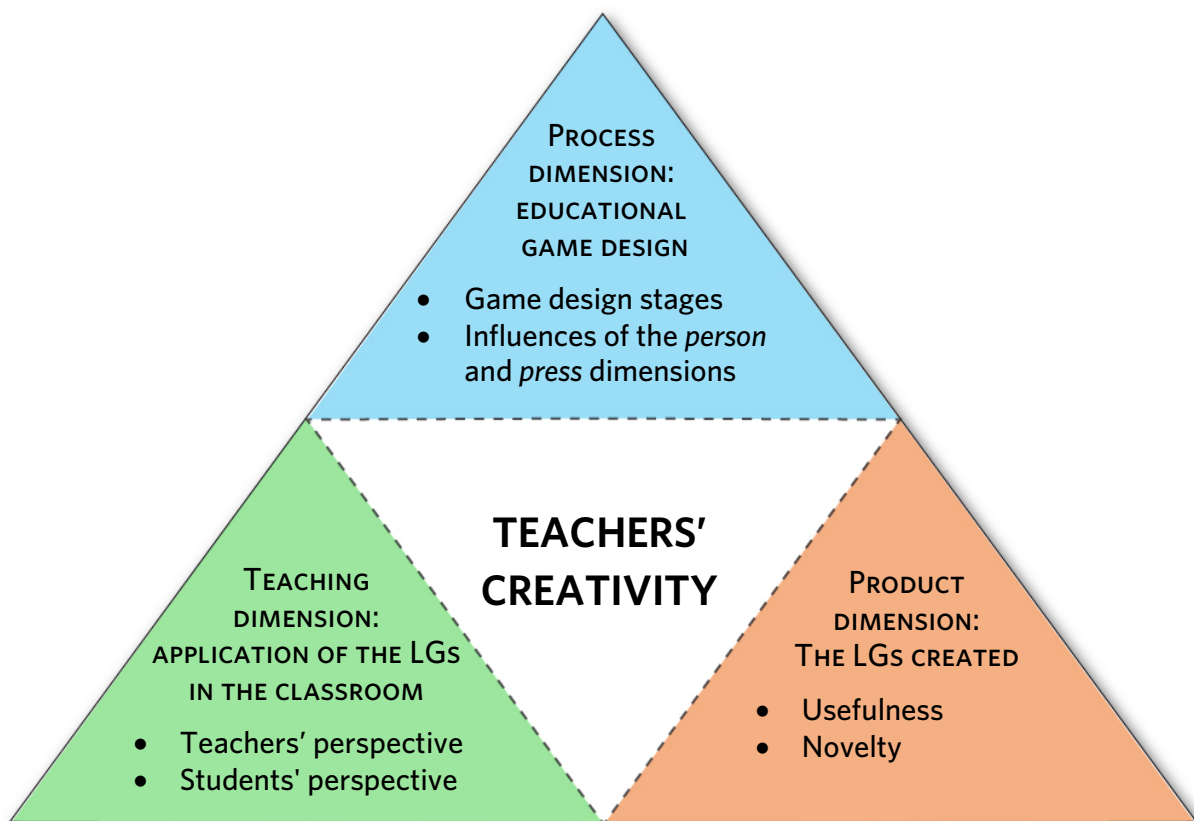 PROCESS
DIMENSION:
EDUCATIONAL
GAME DESIGN
• Game design stages
• Influences of the person
and press dimensions
TEACHERS’
CREATIVITY
TEACHING
DIMENSION:
APPLICATION OF THE LGS
IN THE CLASSROOM
• Teachers’ perspective
• Students' perspective
PRODUCT
DIMENSION:
THE LGS CREATED
• Usefulness
• Novelty